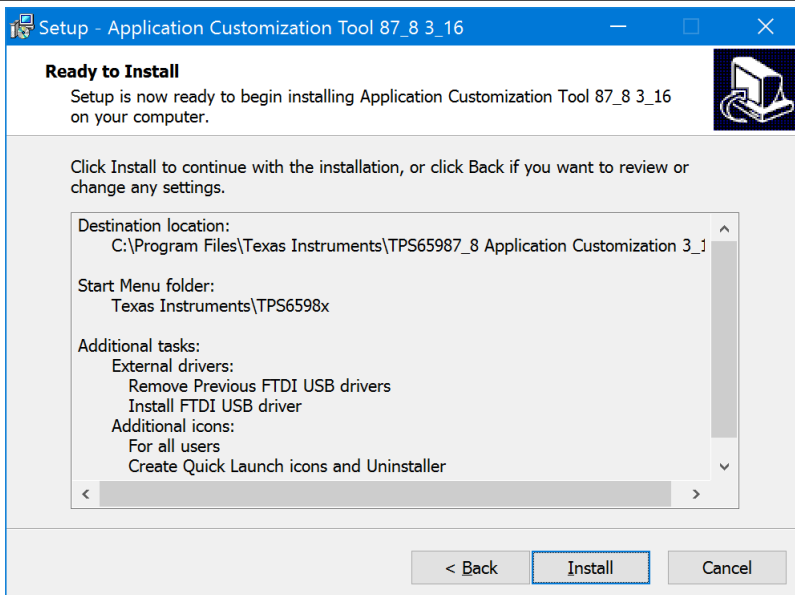 Setup - Application Customization Tool 87_8 3_16
Ready to Install
Setup is now ready to begin installing Application Customization Tool 87_8 3_16
on your computer.
Click Install to continue with the installation, or click Back if you want to review or
change any settings.
Destination location:
C:\Program Files\Texas Instruments\TPS65987_8 Application Customization 3_1
Start Menu folder:
Texas Instruments\TPS6598x
Additional tasks:
External drivers:
Remove Previous FTDI USB drivers
Install FTDI USB driver
Additional icons:
For all users
Create Quick Launch icons and Uninstaller
< Back
Install
Cancel